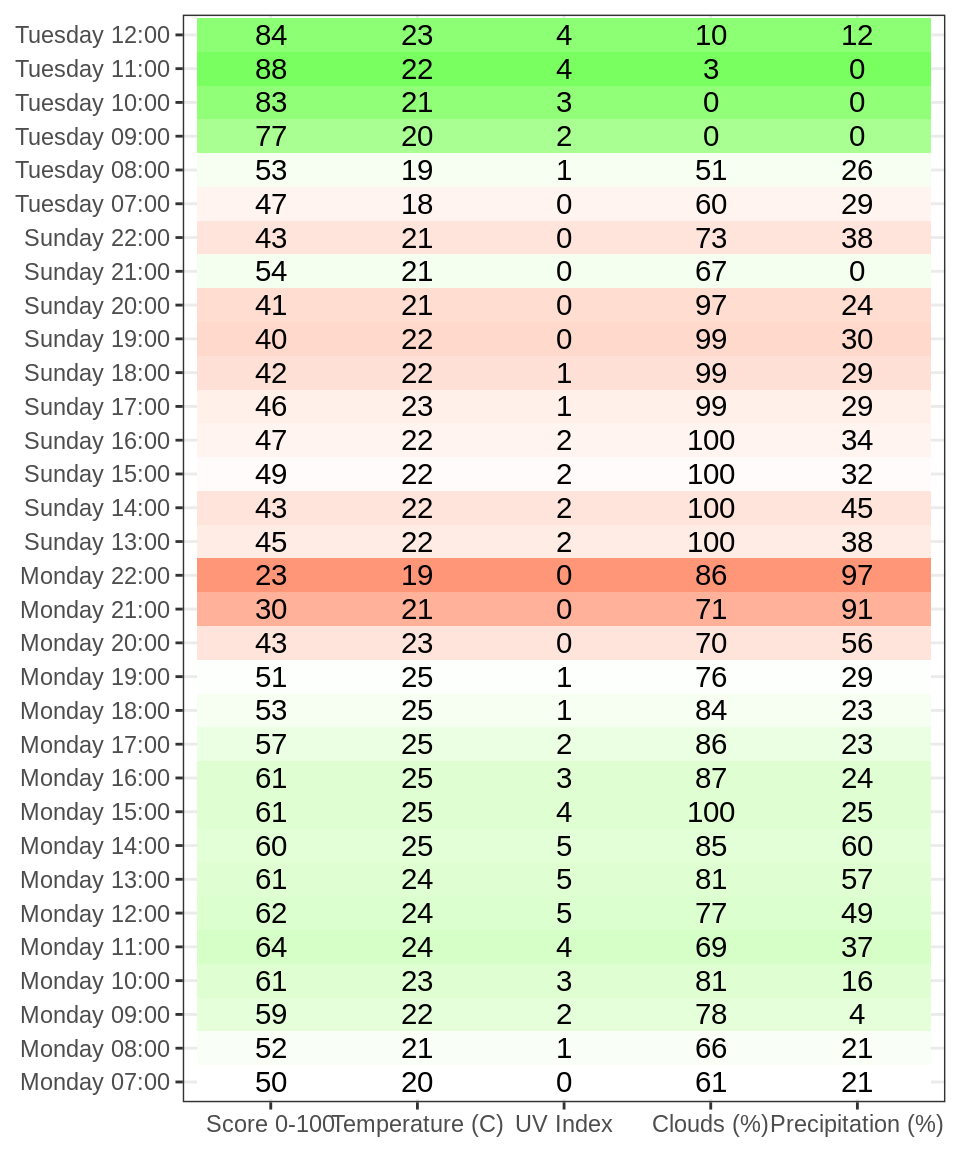 Tuesday 12:00 84 23 4 10 12
Tuesday 11:00 88 22 4 3 0
Tuesday 10:00 83 21 3 0 0
Tuesday 09:00 77 20 2 0 0
Tuesday 08:00 53 19 1 51 26
Tuesday 07:00 47 18 0 60 29
Sunday 22:00 43 21 0 73 38
Sunday 21:00 54 21 0 67 0
Sunday 20:00 41 21 0 97 24
Sunday 19:00 40 22 0 99 30
Sunday 18:00 42 22 1 99 29
Sunday 17:00 46 23 1 99 29
Sunday 16:00 47 22 2 100 34
Sunday 15:00 49 22 2 100 32
Sunday 14:00 43 22 2 100 45
Sunday 13:00 45 22 2 100 38
Monday 22:00 23 19 0 86 97
Monday 21:00 30 21 0 71 91
Monday 20:00 43 23 0 70 56
Monday 19:00 51 25 1 76 29
Monday 18:00 53 25 1 84 23
Monday 17:00 57 25 2 86 23
Monday 16:00 61 25 3 87 24
Monday 15:00 61 25 4 100 25
Monday 14:00 60 25 5 85 60
Monday 13:00 61 24 5 81 57
Monday 12:00 62 24 5 77 49
Monday 11:00 64 24 4 69 37
Monday 10:00 61 23 3 81 16
Monday 09:00 59 22 2 78 4
Monday 08:00 52 21 1 66 21
Monday 07:00 50 20 0 61 21
Score 0-100 Temperature (C) UV Index Clouds (%) Precipitation (%)